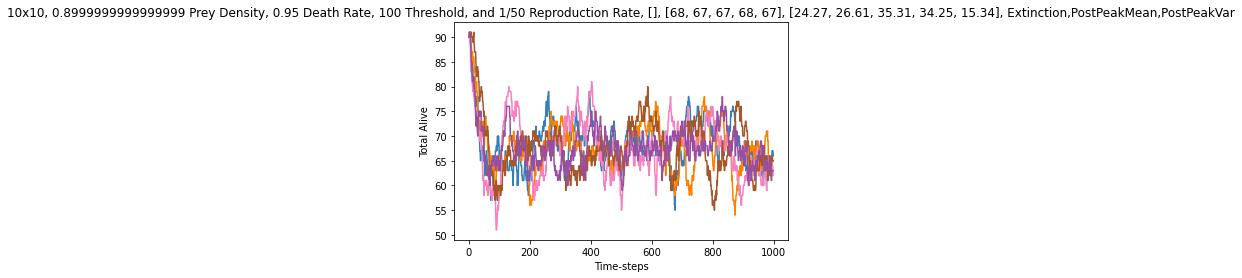 10x10, 0.8999999999999999 Prey Density, 0.95 Death Rate, 100 Threshold, and 1/50 Reproduction Rate, [], [68, 67, 67, 68, 67], [24.27, 26.61, 35.31, 34.25, 15.34], Extinction,PostPeakMean,PostPeakVar
90
85
80
75
70
65
60
55
50
Total Alive
0 200 400 600 800 1000
Time-steps